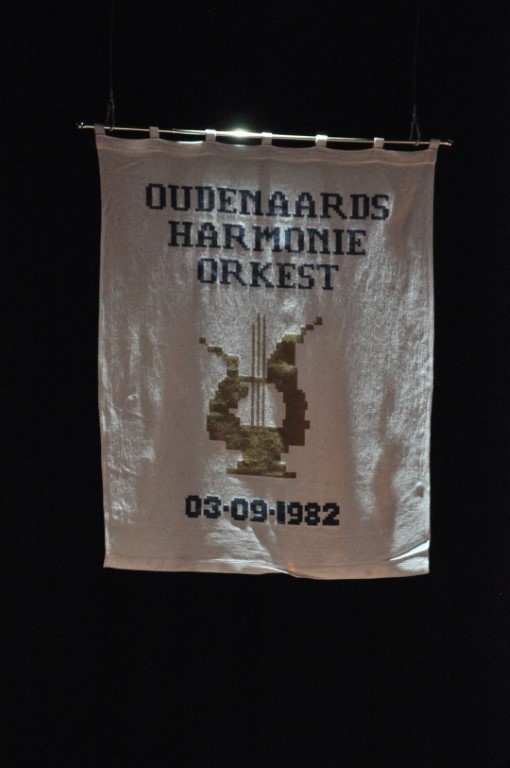 OUDENAARDS
HARMONIE
ORKEST
03-09-1982